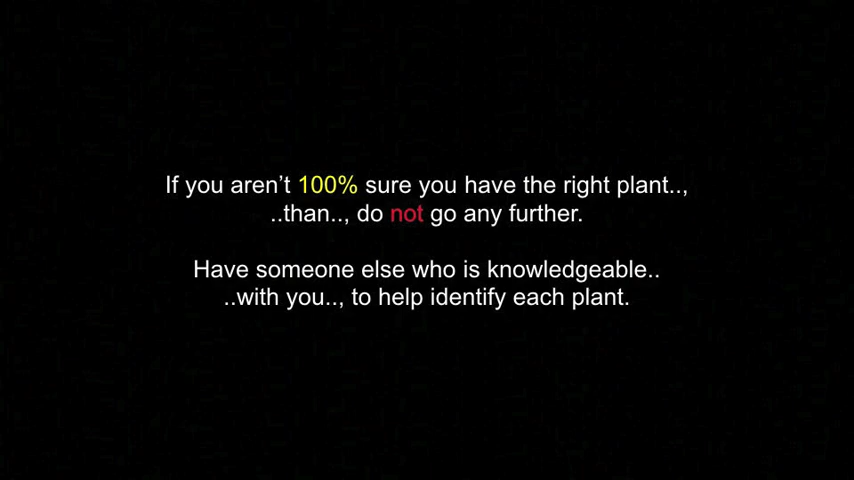 If you aren’t 100% sure you have the right plant..,
..than.., do not go any further.
Have someone else who is knowledgeable..
..with you.., to help identify each plant.